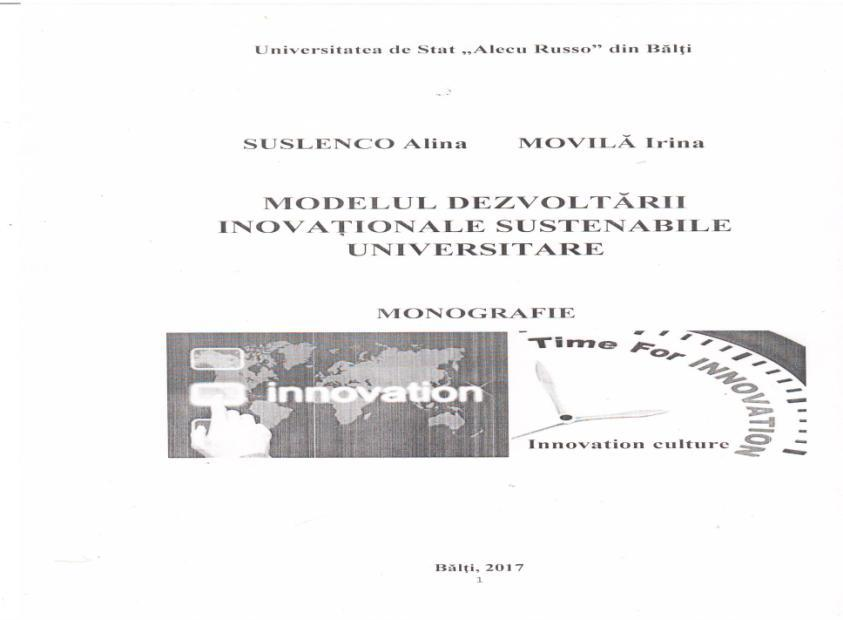 Universitatea de Stat „Alecu Russo” din Bălţi
SUSLENCO Alina MOVILĂ Irina
MODELUL DEZVOLTĂRII
INOVAŢIONALE SUSTENABILE
UNIVERSITARE
MONOGRAFIE
innovation
Time For INNOVATION
Innovation culture
Bălţi, 2017
1